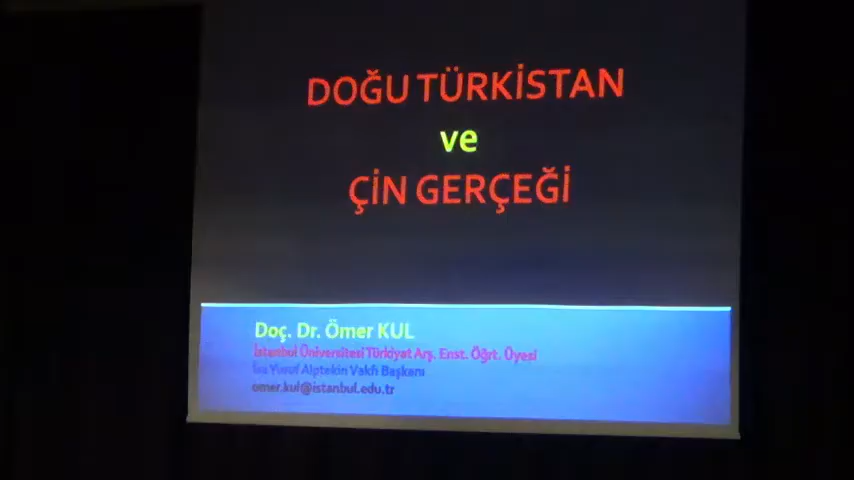 DOĞU TÜRKİSTAN
ve
ÇİN GERÇEĞİ
Doç. Dr. Ömer KUL
İstanbul Üniversitesi Türkiyat Arş. Enst. Öğrt. Üyesi
İsa Yusuf Alptekin Vakfı Başkanı
omer.kul@istanbul.edu.tr